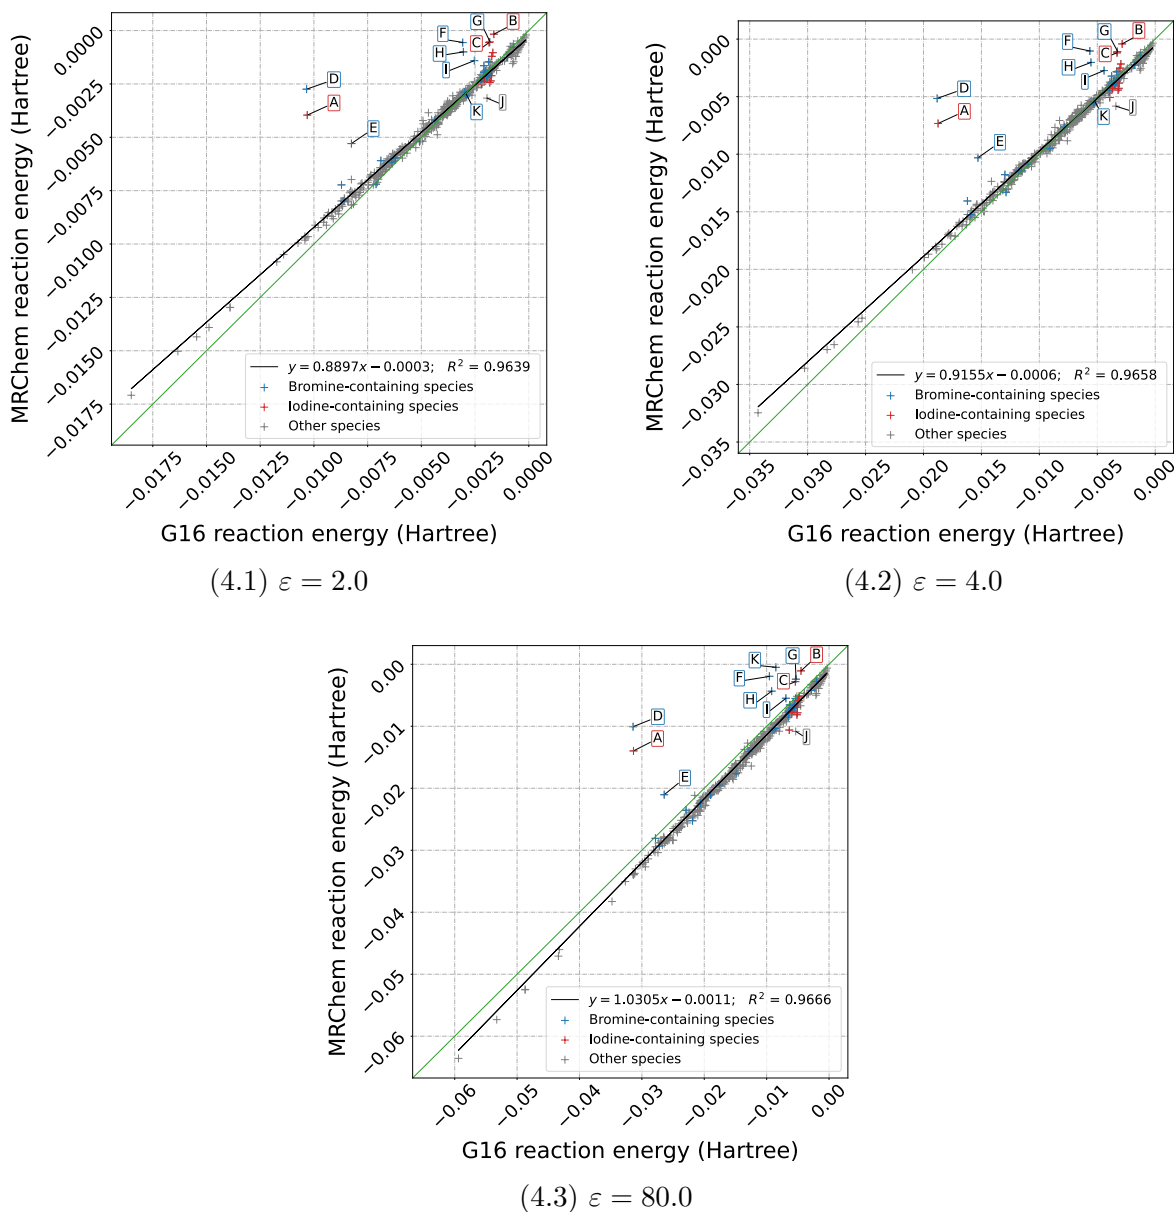 F
G
B
C
H
I
D
A
E
K
J
0.0000
−0.0025
−0.0050
−0.0075
−0.0100
−0.0125
−0.0150
−0.0175
MRChem reaction energy (Hartree)
y = 0.8897x − 0.0003;   R² = 0.9639
Bromine-containing species
Iodine-containing species
Other species
−0.0175
−0.0150
−0.0125
−0.0100
−0.0075
−0.0050
−0.0025
0.0000
G16 reaction energy (Hartree)
(4.1) ε = 2.0
F
G
B
C
H
I
D
A
E
K
J
0.000
−0.005
−0.010
−0.015
−0.020
−0.025
−0.030
−0.035
MRChem reaction energy (Hartree)
y = 0.9155x − 0.0006;   R² = 0.9658
Bromine-containing species
Iodine-containing species
Other species
−0.035
−0.030
−0.025
−0.020
−0.015
−0.010
−0.005
0.000
G16 reaction energy (Hartree)
(4.2) ε = 4.0
K
G
B
F
C
H
I
D
A
J
E
0.00
−0.01
−0.02
−0.03
−0.04
−0.05
−0.06
MRChem reaction energy (Hartree)
y = 1.0305x − 0.0011;   R² = 0.9666
Bromine-containing species
Iodine-containing species
Other species
−0.06
−0.05
−0.04
−0.03
−0.02
−0.01
0.00
G16 reaction energy (Hartree)
(4.3) ε = 80.0